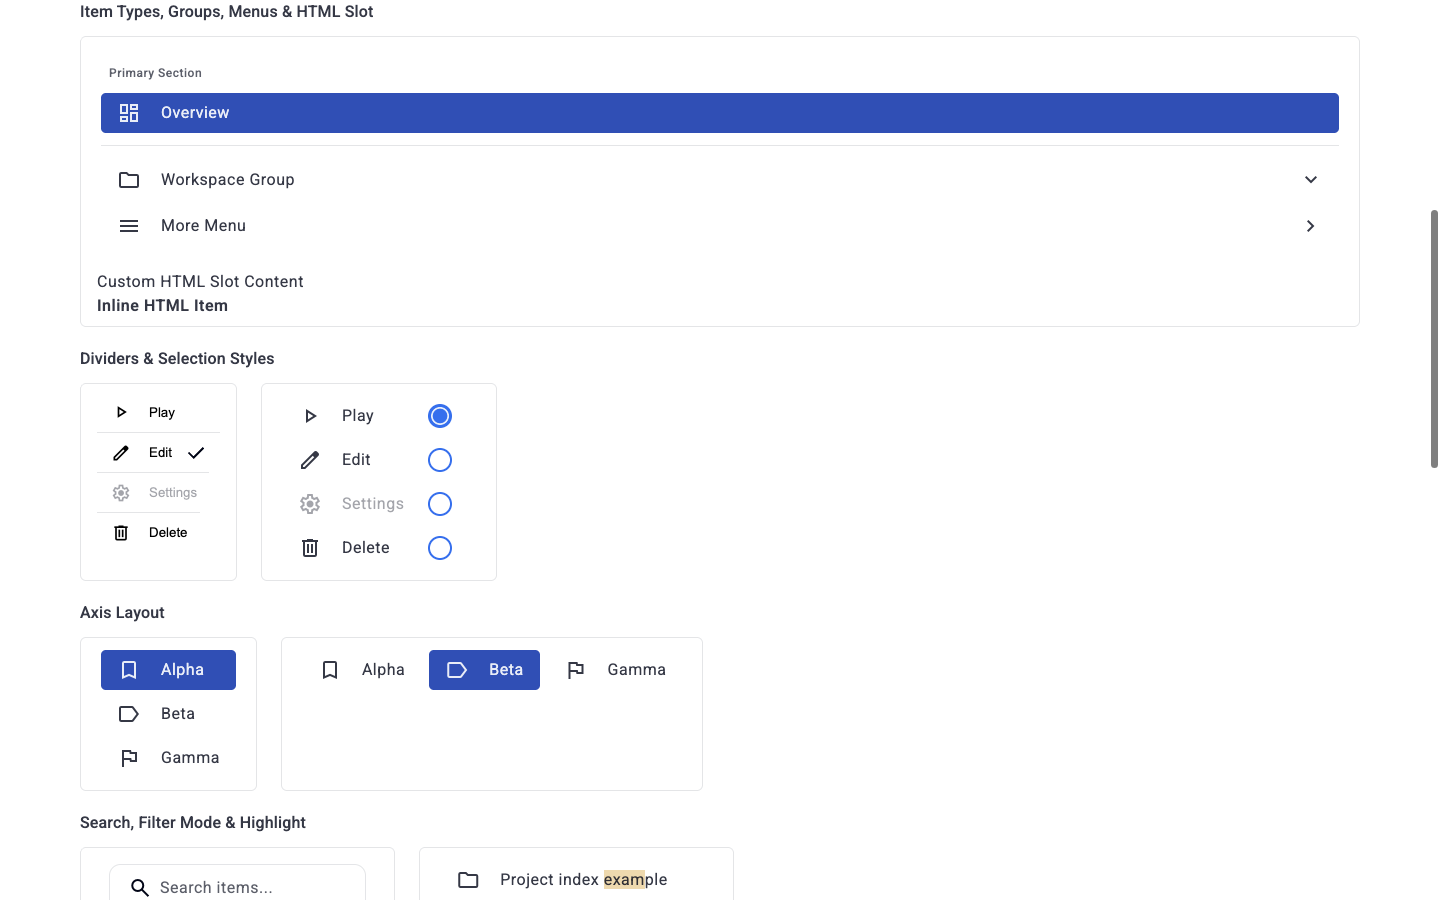 Item Types, Groups, Menus & HTML Slot
Primary Section
Overview
Workspace Group
More Menu
Custom HTML Slot Content
Inline HTML Item
Dividers & Selection Styles
Play
Edit
Settings
Delete
Play
Edit
Settings
Delete
Axis Layout
Alpha
Beta
Gamma
Alpha
Beta
Gamma
Search, Filter Mode & Highlight
Search items...
Project index example